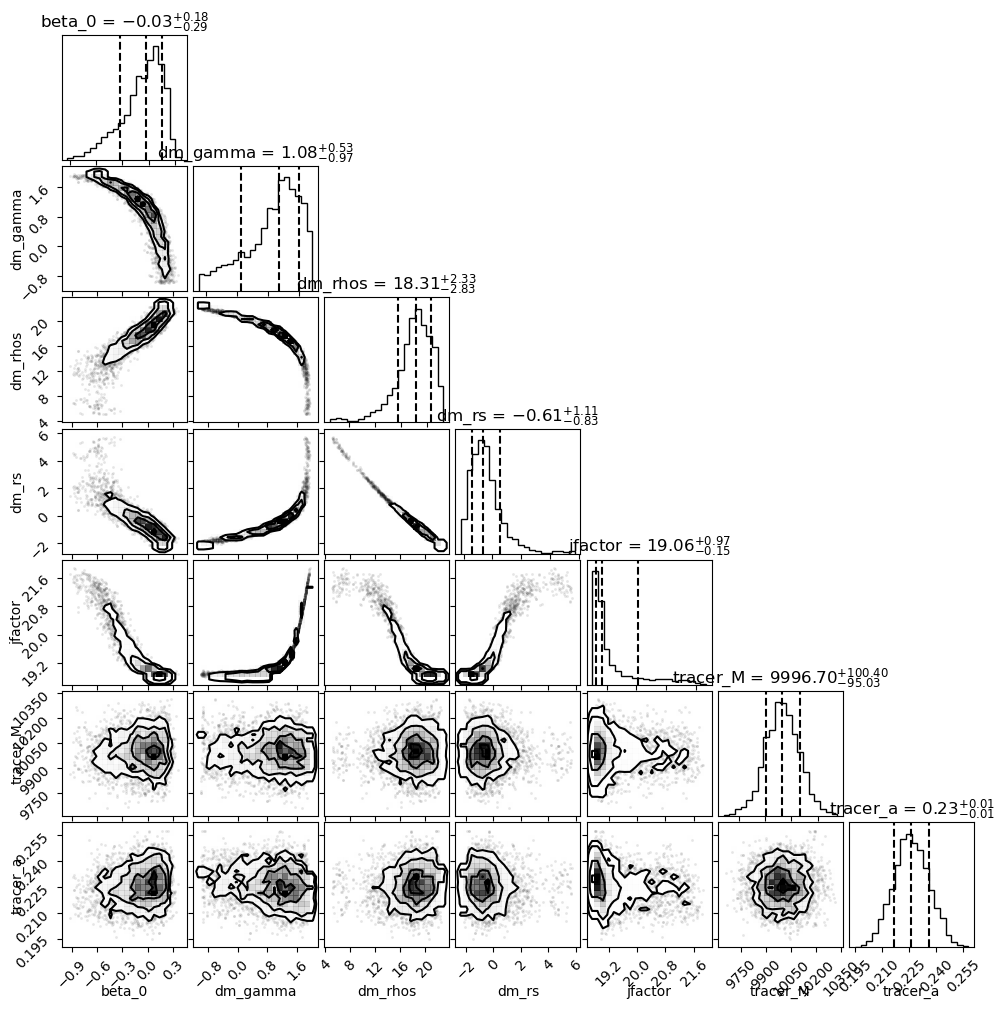 beta_0 = −0.03+0.18−0.29
dm_gamma = 1.08+0.53−0.97
dm_gamma
1.6
0.8
0.0
−0.8
dm_rhos = 18.31+2.33−2.83
dm_rhos
20
16
12
4
dm_rs = −0.61+1.11−0.83
dm_rs
6
4
2
0
−2
jfactor = 19.06+0.97−0.15
jfactor
21.6
20.8
20.0
19.2
tracer_M = 9996.70+100.40−95.03
tracer_M
10350
10200
10050
9900
9750
tracer_a = 0.23+0.01−0.01
tracer_a
0.255
0.240
0.225
0.210
0.195
−0.9 −0.6 −0.3 0.0 0.3
−0.8 0.0 0.8 1.6
4 8 12 16 20
−2 0 2 4 6
19.2 20.0 20.8 21.6
9750 9900 10050 10200 10350
0.195 0.210 0.225 0.240 0.255
beta_0 dm_gamma dm_rhos dm_rs jfactor tracer_M tracer_a